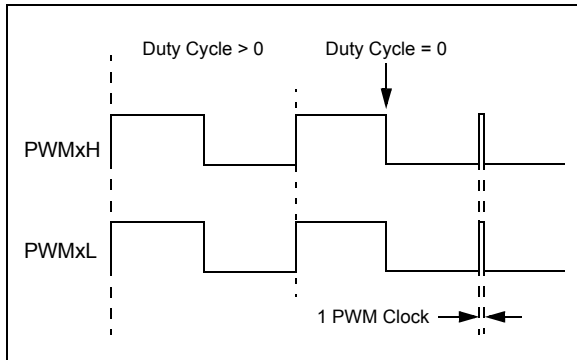 Duty Cycle > 0
Duty Cycle = 0
PWMxH
PWMxL
1 PWM Clock